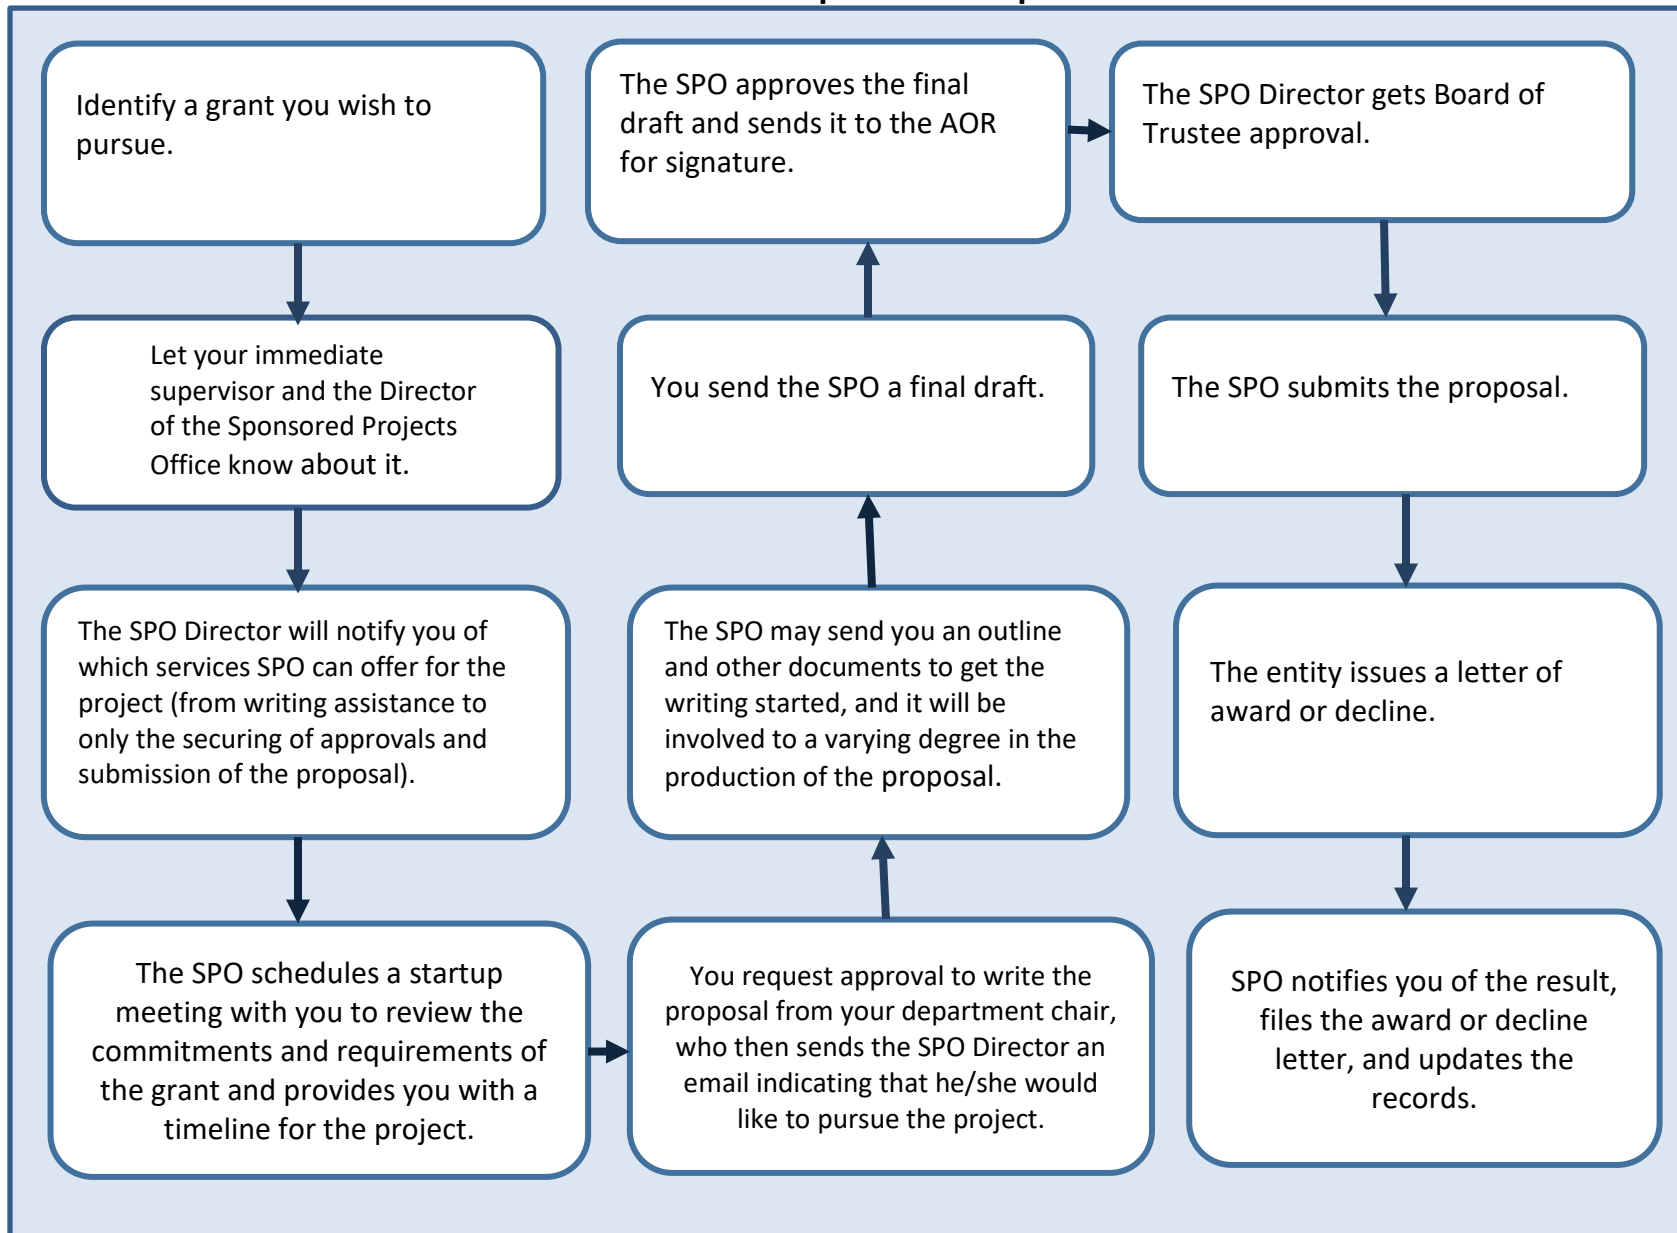 Identify a grant you wish to
pursue.
Let your immediate
supervisor and the Director
of the Sponsored Projects
Office know about it.
The SPO Director will notify you of
which services SPO can offer for the
project (from writing assistance to
only the securing of approvals and
submission of the proposal).
The SPO schedules a startup
meeting with you to review the
commitments and requirements of
the grant and provides you with a
timeline for the project.
You request approval to write the
proposal from your department chair,
who then sends the SPO Director an
email indicating that he/she would
like to pursue the project.
The SPO may send you an outline
and other documents to get the
writing started, and it will be
involved to a varying degree in the
production of the proposal.
You send the SPO a final draft.
The SPO approves the final
draft and sends it to the AOR
for signature.
The SPO Director gets Board of
Trustee approval.
The SPO submits the proposal.
The entity issues a letter of
award or decline.
SPO notifies you of the result,
files the award or decline
letter, and updates the
records.